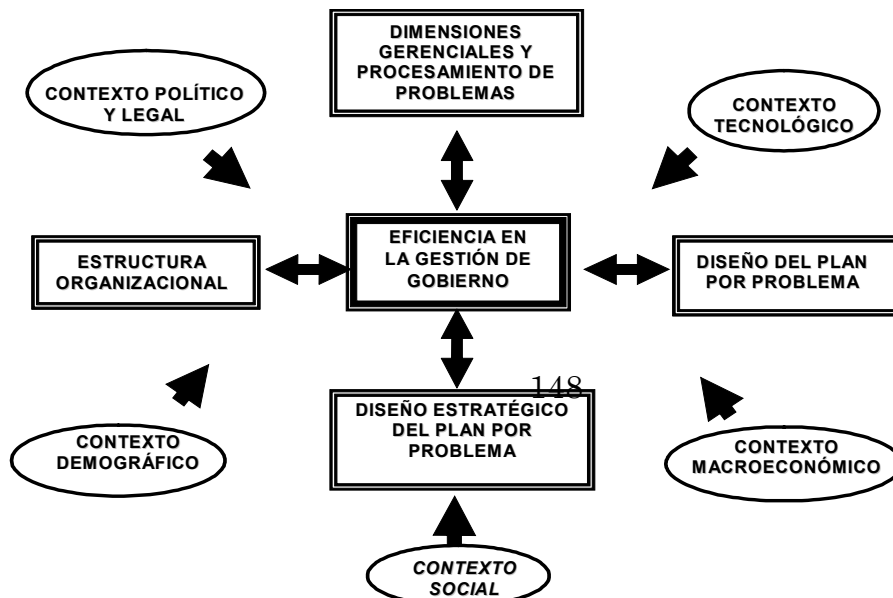 DIMENSIONES
GERENCIALES Y
PROCESAMIENTO DE
PROBLEMAS
CONTEXTO POLÍTICO
Y LEGAL
CONTEXTO
TECNOLÓGICO
ESTRUCTURA
ORGANIZACIONAL
EFICIENCIA EN
LA GESTIÓN DE
GOBIERNO
DISEÑO DEL PLAN
POR PROBLEMA
148
DISEÑO ESTRATÉGICO
DEL PLAN POR
PROBLEMA
CONTEXTO
DEMOGRÁFICO
CONTEXTO
MACROECONÓMICO
CONTEXTO
SOCIAL